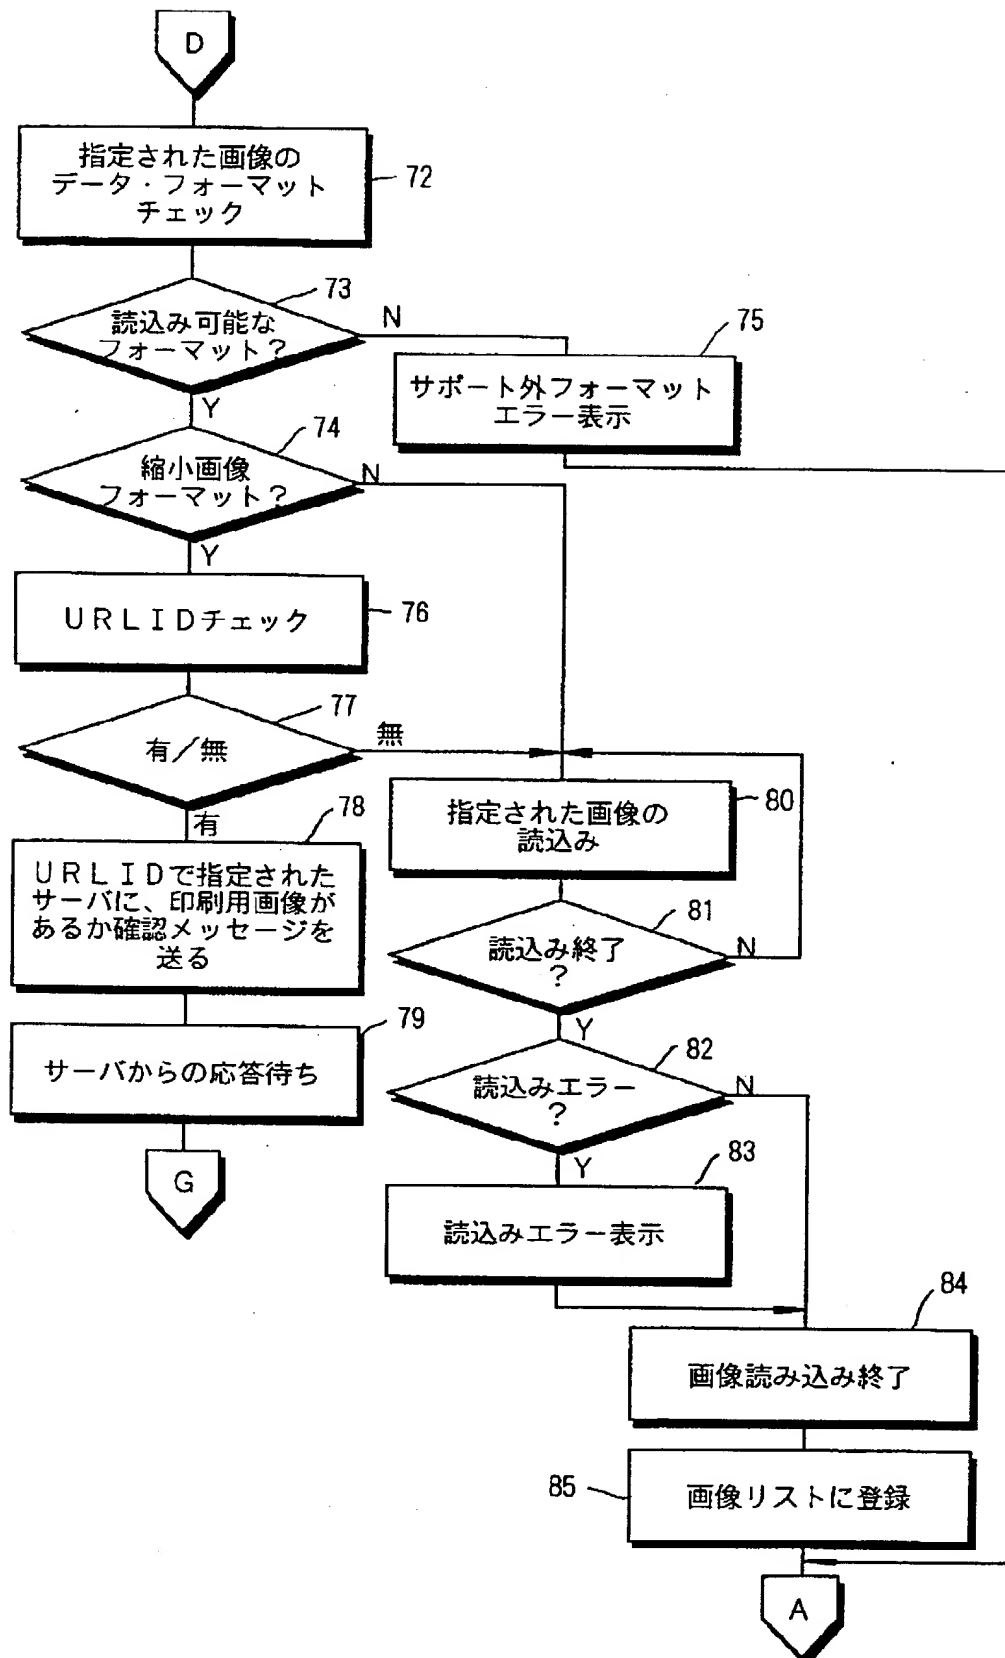 D
指定された画像の
データ・フォーマット
チェック
72
73
読込み可能な
フォーマット?
N
Y
75
サポート外フォーマット
エラー表示
74
縮小画像
フォーマット?
N
Y
URLIDチェック
76
77
有/無
無
有
78
URLIDで指定された
サーバに、印刷用画像が
あるか確認メッセージを
送る
79
サーバからの応答待ち
G
80
指定された画像の
読込み
81
読込み終了
?
N
Y
82
読込みエラー
?
N
Y
83
読込みエラー表示
84
画像読み込み終了
85
画像リストに登録
A